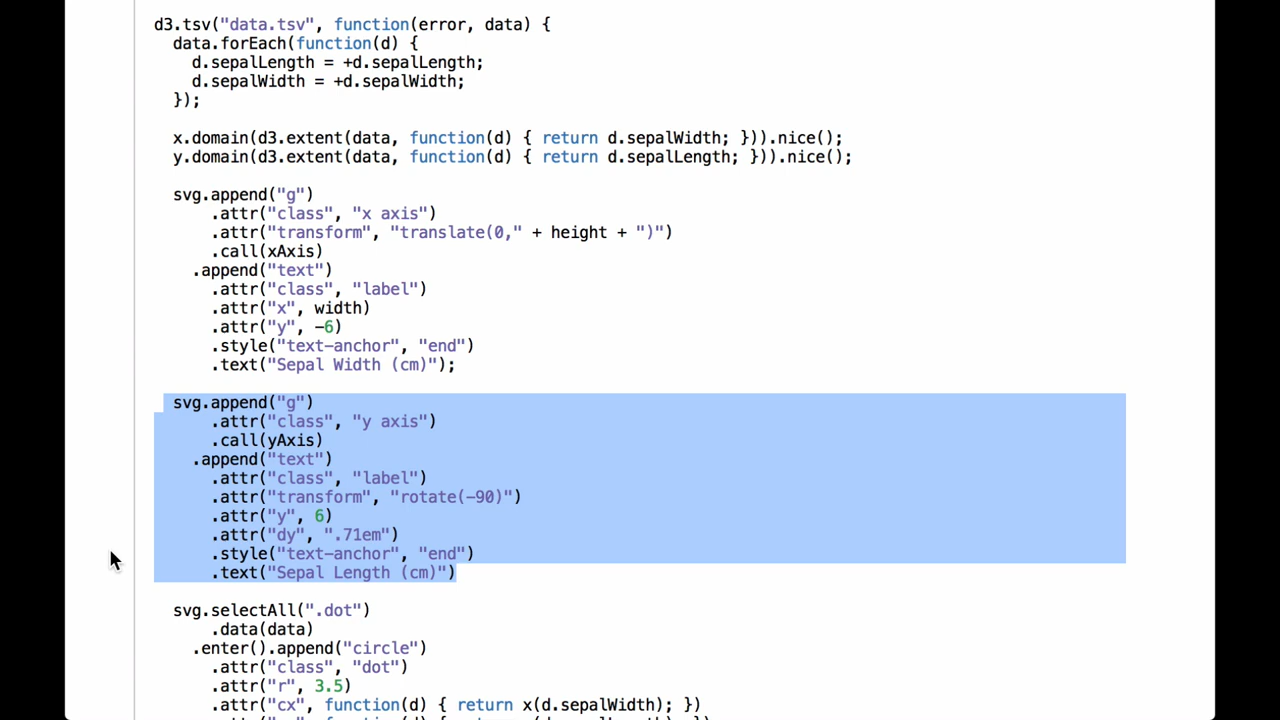 d3.tsv("data.tsv", function(error, data) {
  data.forEach(function(d) {
    d.sepalLength = +d.sepalLength;
    d.sepalWidth = +d.sepalWidth;
  });

  x.domain(d3.extent(data, function(d) { return d.sepalWidth; })).nice();
  y.domain(d3.extent(data, function(d) { return d.sepalLength; })).nice();

  svg.append("g")
      .attr("class", "x axis")
      .attr("transform", "translate(0," + height + ")")
      .call(xAxis)
    .append("text")
      .attr("class", "label")
      .attr("x", width)
      .attr("y", -6)
      .style("text-anchor", "end")
      .text("Sepal Width (cm)");

  svg.append("g")
      .attr("class", "y axis")
      .call(yAxis)
    .append("text")
      .attr("class", "label")
      .attr("transform", "rotate(-90)")
      .attr("y", 6)
      .attr("dy", ".71em")
      .style("text-anchor", "end")
      .text("Sepal Length (cm)")

  svg.selectAll(".dot")
      .data(data)
    .enter().append("circle")
      .attr("class", "dot")
      .attr("r", 3.5)
      .attr("cx", function(d) { return x(d.sepalWidth); })